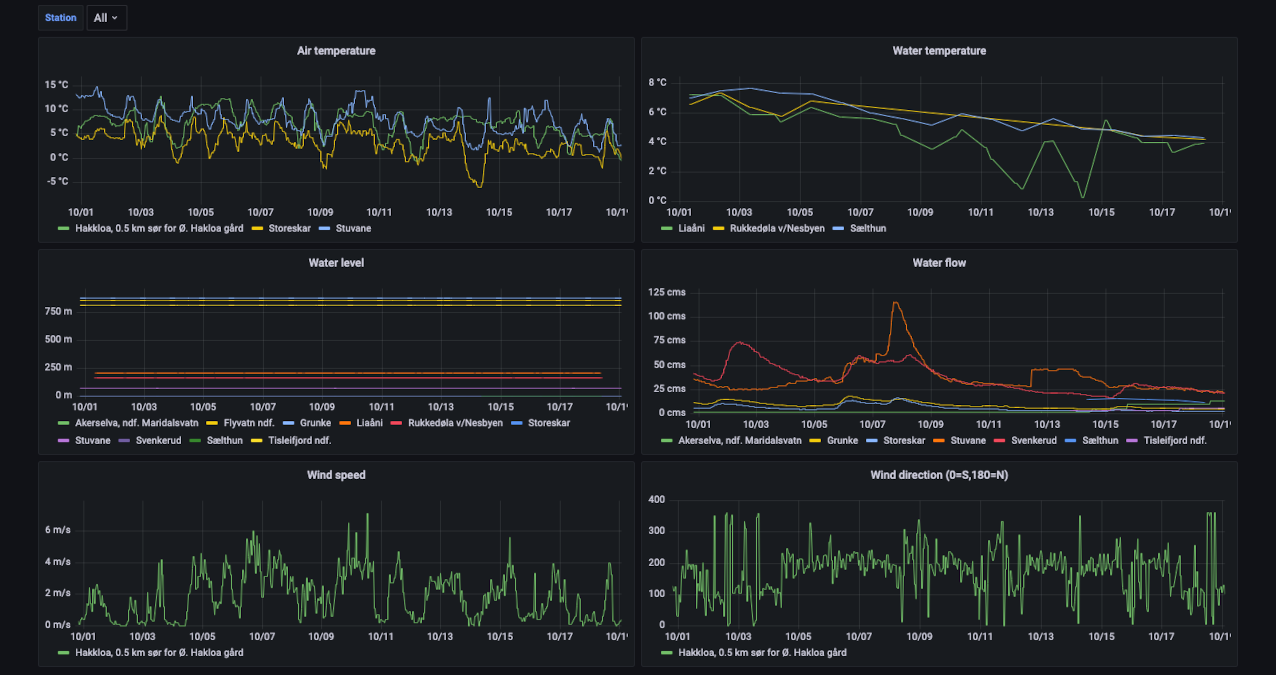 Station All
Air temperature
15 °C
10 °C
5 °C
0 °C
-5 °C
10/01 10/03 10/05 10/07 10/09 10/11 10/13 10/15 10/17 10/1
Hakkloa, 0.5 km sør for Ø. Hakloa gård Storeskar Stuvane
Water temperature
8 °C
6 °C
4 °C
2 °C
0 °C
10/01 10/03 10/05 10/07 10/09 10/11 10/13 10/15 10/17 10/1
Liaåni Rukkedøla v/Nesbyen Sælthun
Water level
750 m
500 m
250 m
0 m
10/01 10/03 10/05 10/07 10/09 10/11 10/13 10/15 10/17 10/1
Akerselva, ndf. Maridalsvatn Flyvatn ndf. Grunke Liaåni Rukkedøla v/Nesbyen Storeskar
Stuvane Svenkerud Sælthun Tisleifjord ndf.
Water flow
125 cms
100 cms
75 cms
50 cms
25 cms
0 cms
10/01 10/03 10/05 10/07 10/09 10/11 10/13 10/15 10/17 10/1
Akerselva, ndf. Maridalsvatn Grunke Storeskar Stuvane Svenkerud Sælthun Tisleifjord ndf.
Wind speed
6 m/s
4 m/s
2 m/s
0 m/s
10/01 10/03 10/05 10/07 10/09 10/11 10/13 10/15 10/17 10/1
Hakkloa, 0.5 km sør for Ø. Hakloa gård
Wind direction (0=S,180=N)
400
300
200
100
0
10/01 10/03 10/05 10/07 10/09 10/11 10/13 10/15 10/17 10/1
Hakkloa, 0.5 km sør for Ø. Hakloa gård